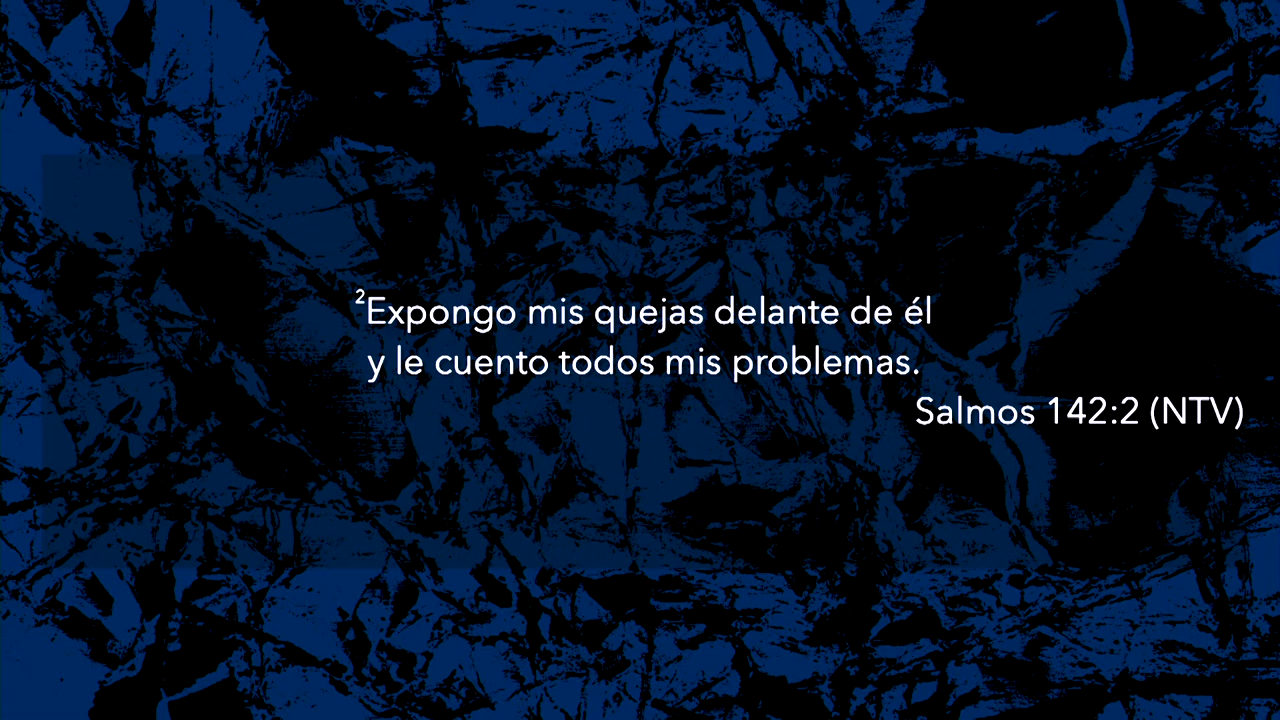 ²Expongo mis quejas delante de él
y le cuento todos mis problemas.
Salmos 142:2 (NTV)